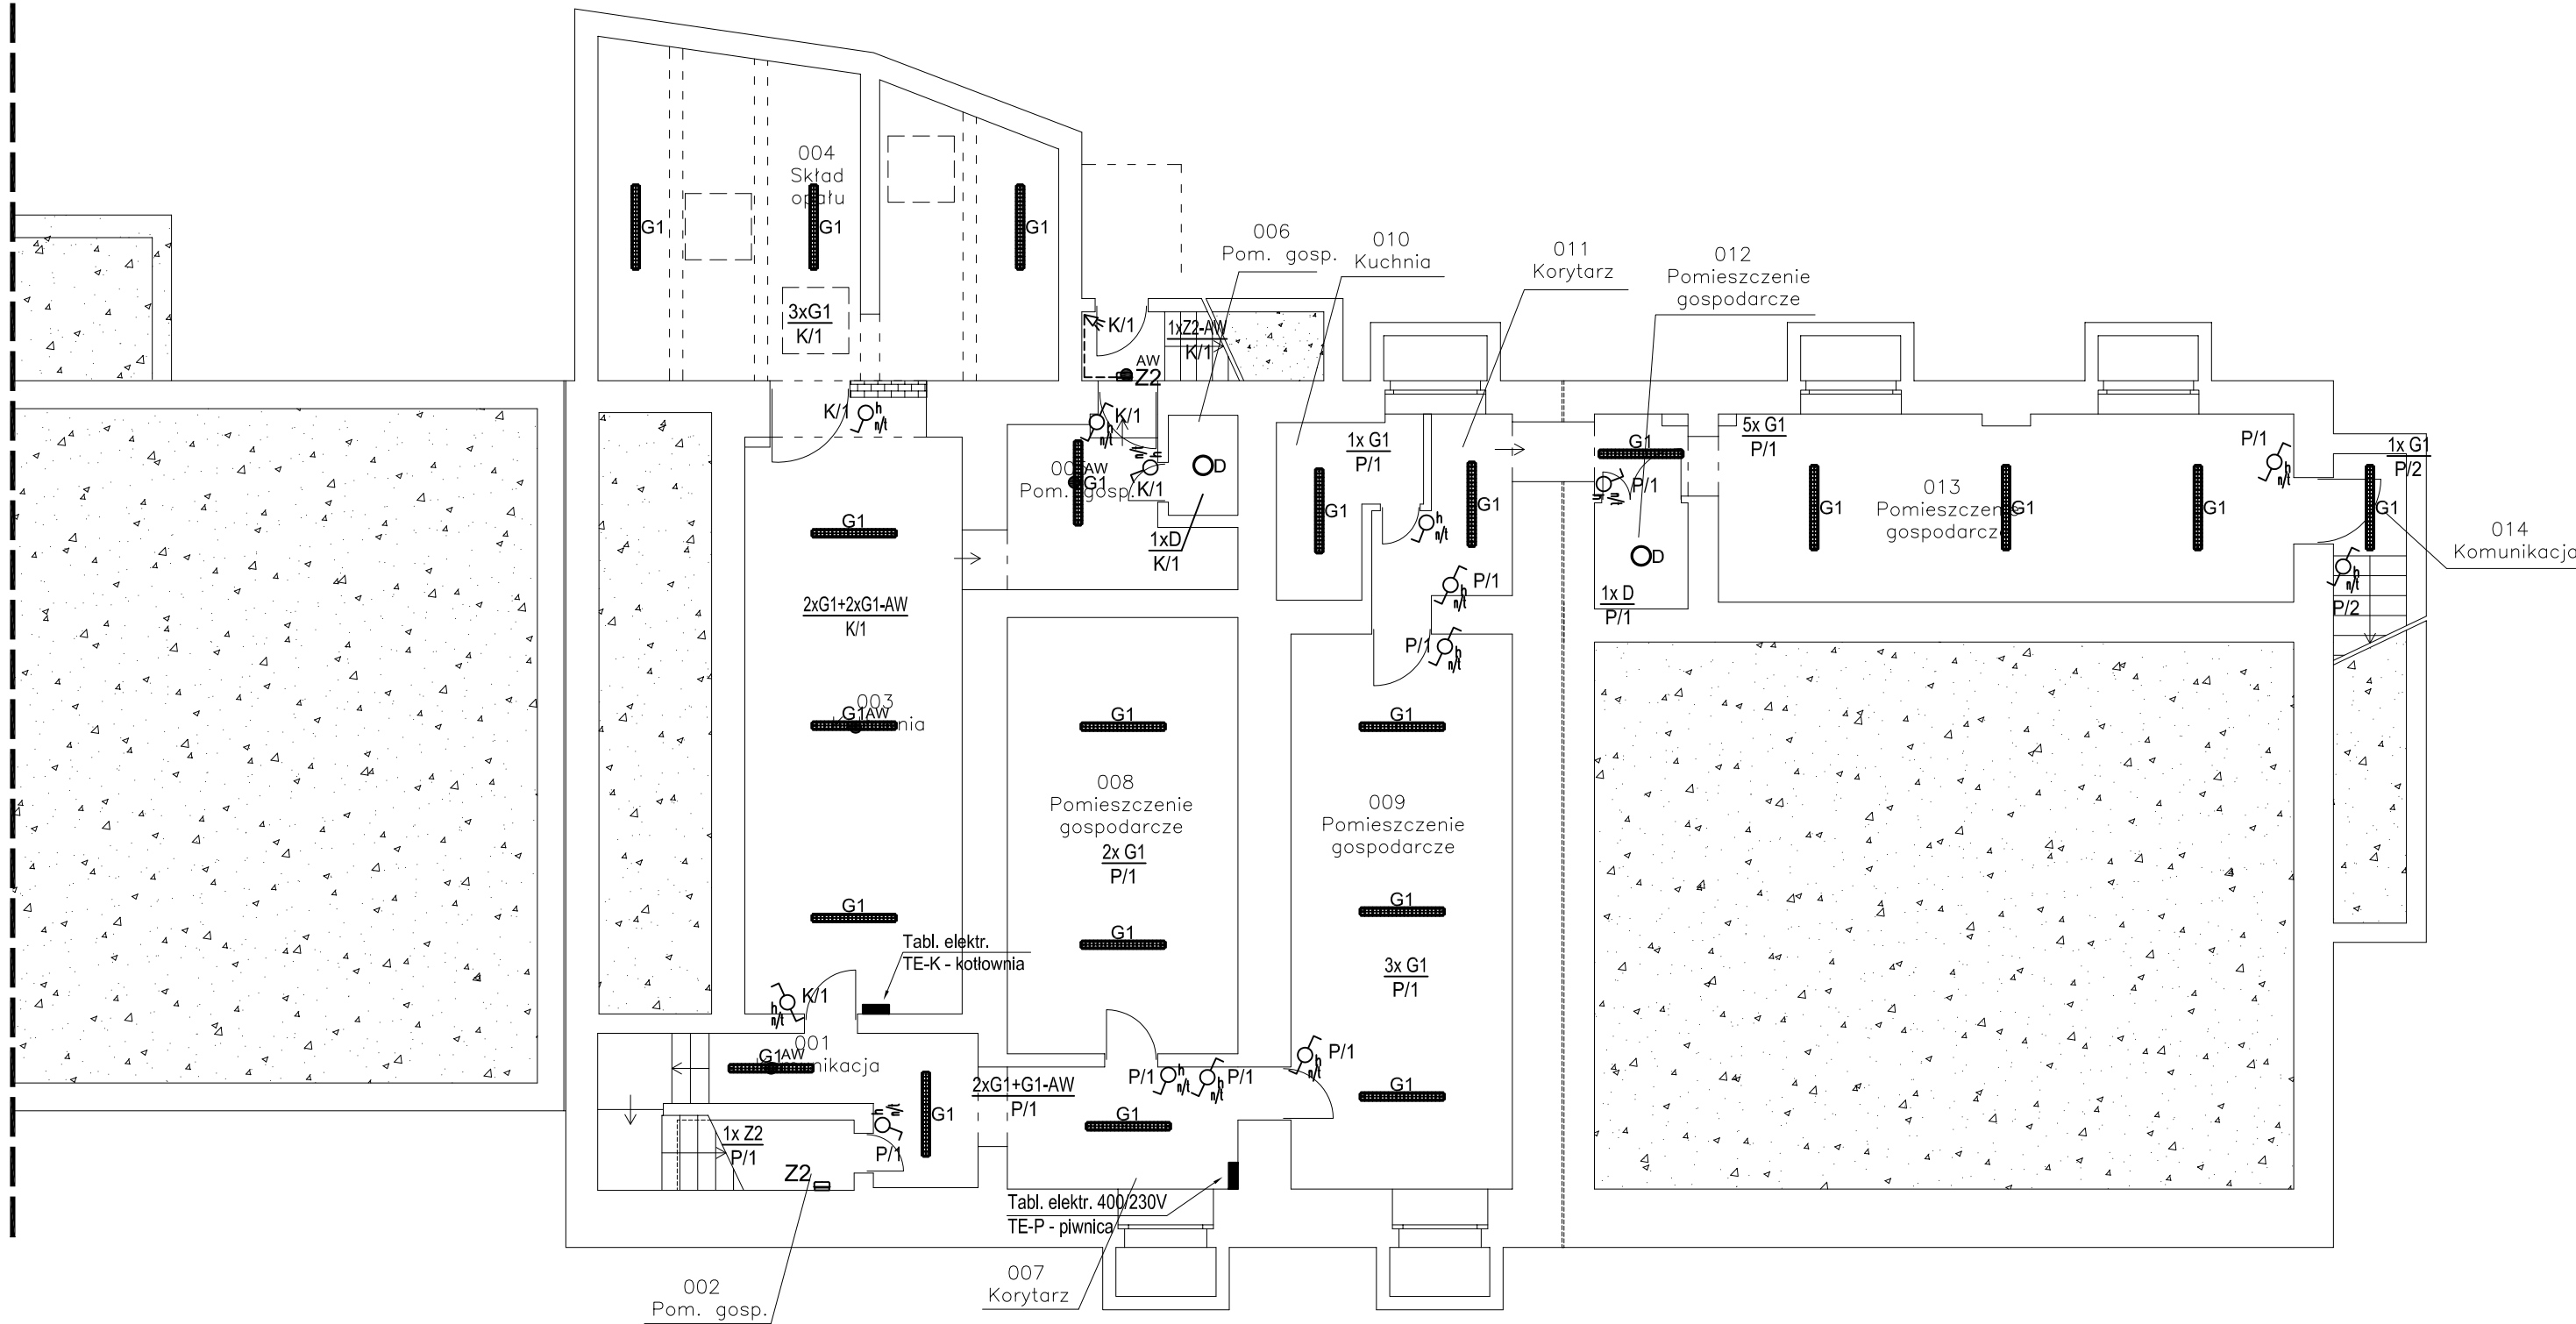 004
Skład
opału
G1
G1
G1
3xG1
K/1
K/1
1xZ2-AW
K/1
AW
Z2
006
Pom. gosp.
010
Kuchnia
011
Korytarz
012
Pomieszczenie
gospodarcze
K/1
h
n/t
K/1
n/t
h
n/t
K/1
AW
G1
Pom. gosp.
D
1xD
K/1
1x G1
P/1
G1
G1
h
n/t
P/1
n/t
P/1
h
n/t
G1
P/1
h
n/t
D
1x D
P/1
5x G1
P/1
G1
013
Pomieszczenie
gospodarcze
G1
G1
P/1
h
n/t
1x G1
P/2
G1
014
Komunikacja
h
n/t
P/2
G1
2xG1+2xG1-AW
K/1
003
G1AW
G1
Tabl. elektr.
TE-K - kotłownia
K/1
h
n/t
G1
008
Pomieszczenie
gospodarcze
2x G1
P/1
G1
G1
009
Pomieszczenie
gospodarcze
G1
3x G1
P/1
G1
P/1
h
n/t
001
G1AW
G1
2xG1+G1-AW
P/1
P/1
h
n/t
P/1
h
n/t
G1
h
n/t
P/1
1x Z2
P/1
Z2
Tabl. elektr. 400/230V
TE-P - piwnica
002
Pom. gosp.
007
Korytarz